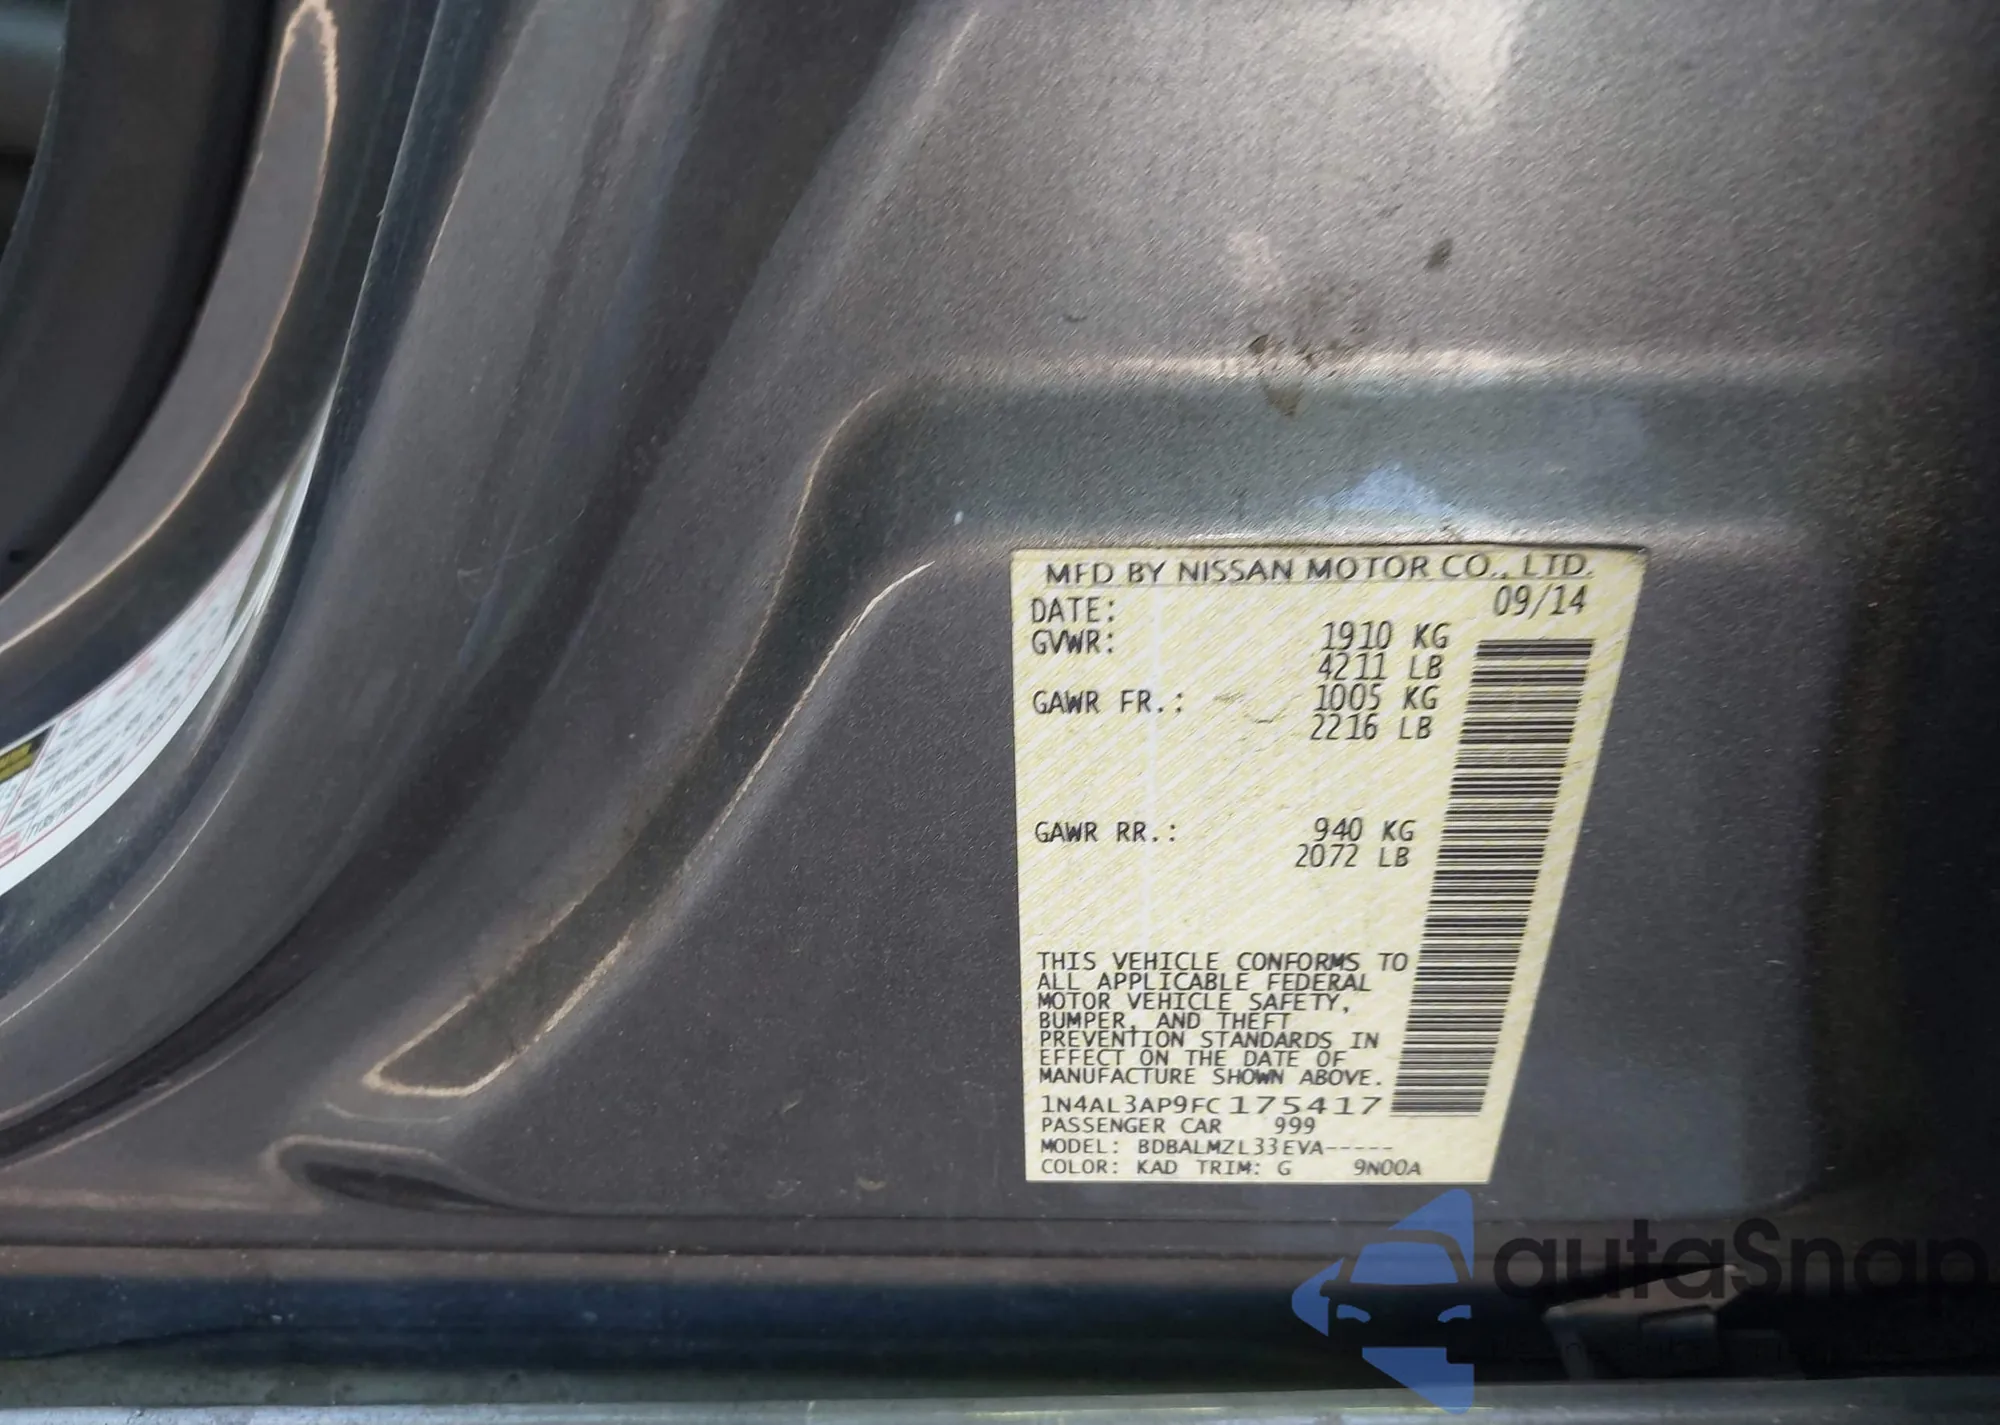 MFD BY NISSAN MOTOR CO., LTD.
DATE: 09/14
GVWR: 1910 KG
4211 LB
GAWR FR.: 1005 KG
2216 LB
GAWR RR.: 940 KG
2072 LB
THIS VEHICLE CONFORMS TO
ALL APPLICABLE FEDERAL
MOTOR VEHICLE SAFETY,
BUMPER, AND THEFT
PREVENTION STANDARDS IN
EFFECT ON THE DATE OF
MANUFACTURE SHOWN ABOVE.
1N4AL3AP9FC175417
PASSENGER CAR 999
MODEL: BDBALMZL33EVA-----
COLOR: KAD TRIM: G 9N00A
autaSnap